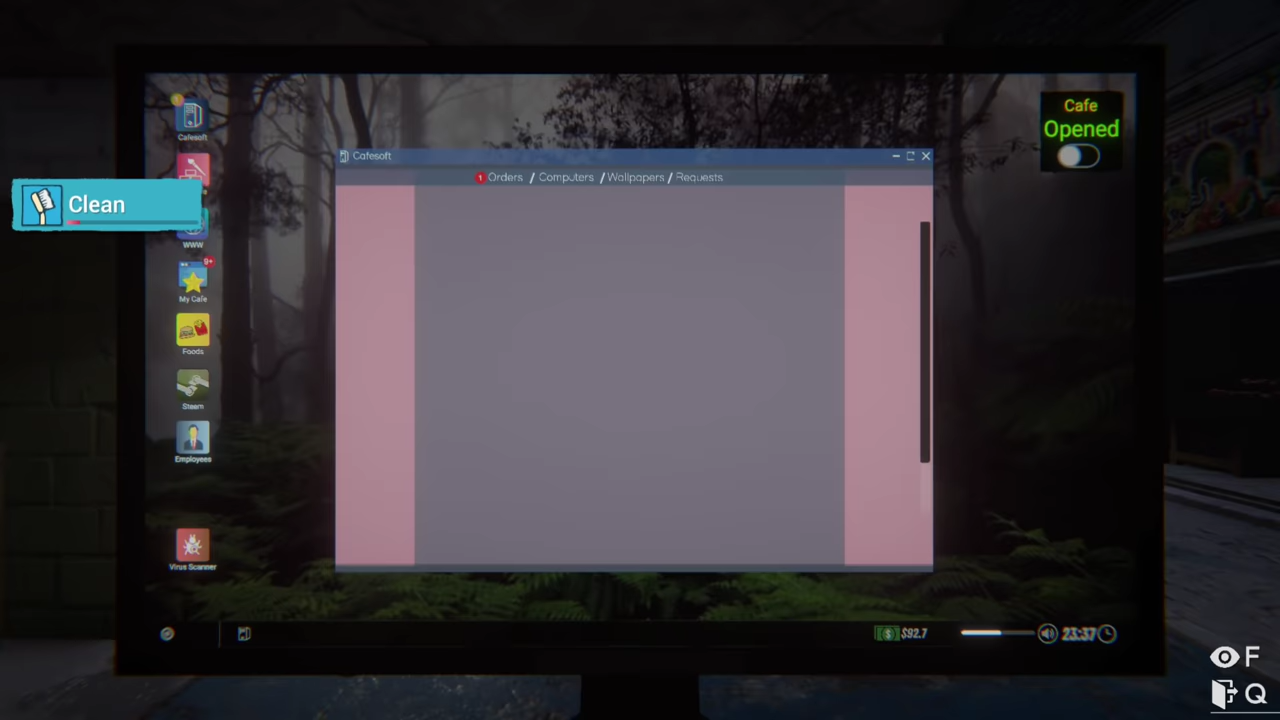 Cafe
Opened
Cafesoft
Cafesoft
1 Orders / Computers / Wallpapers / Requests
Clean
WWW
9+
My Cafe
Foods
Steam
Employees
Virus Scanner
$92.7
23:37
F
Q